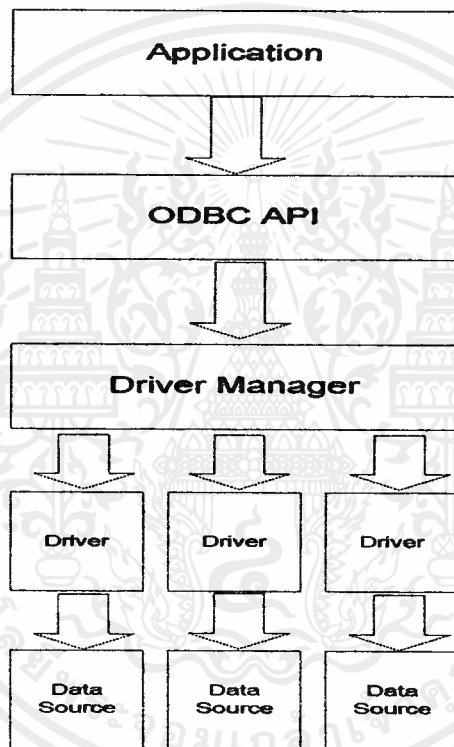 Application
ODBC API
Driver Manager
Driver
Driver
Driver
Data
Source
Data
Source
Data
Source